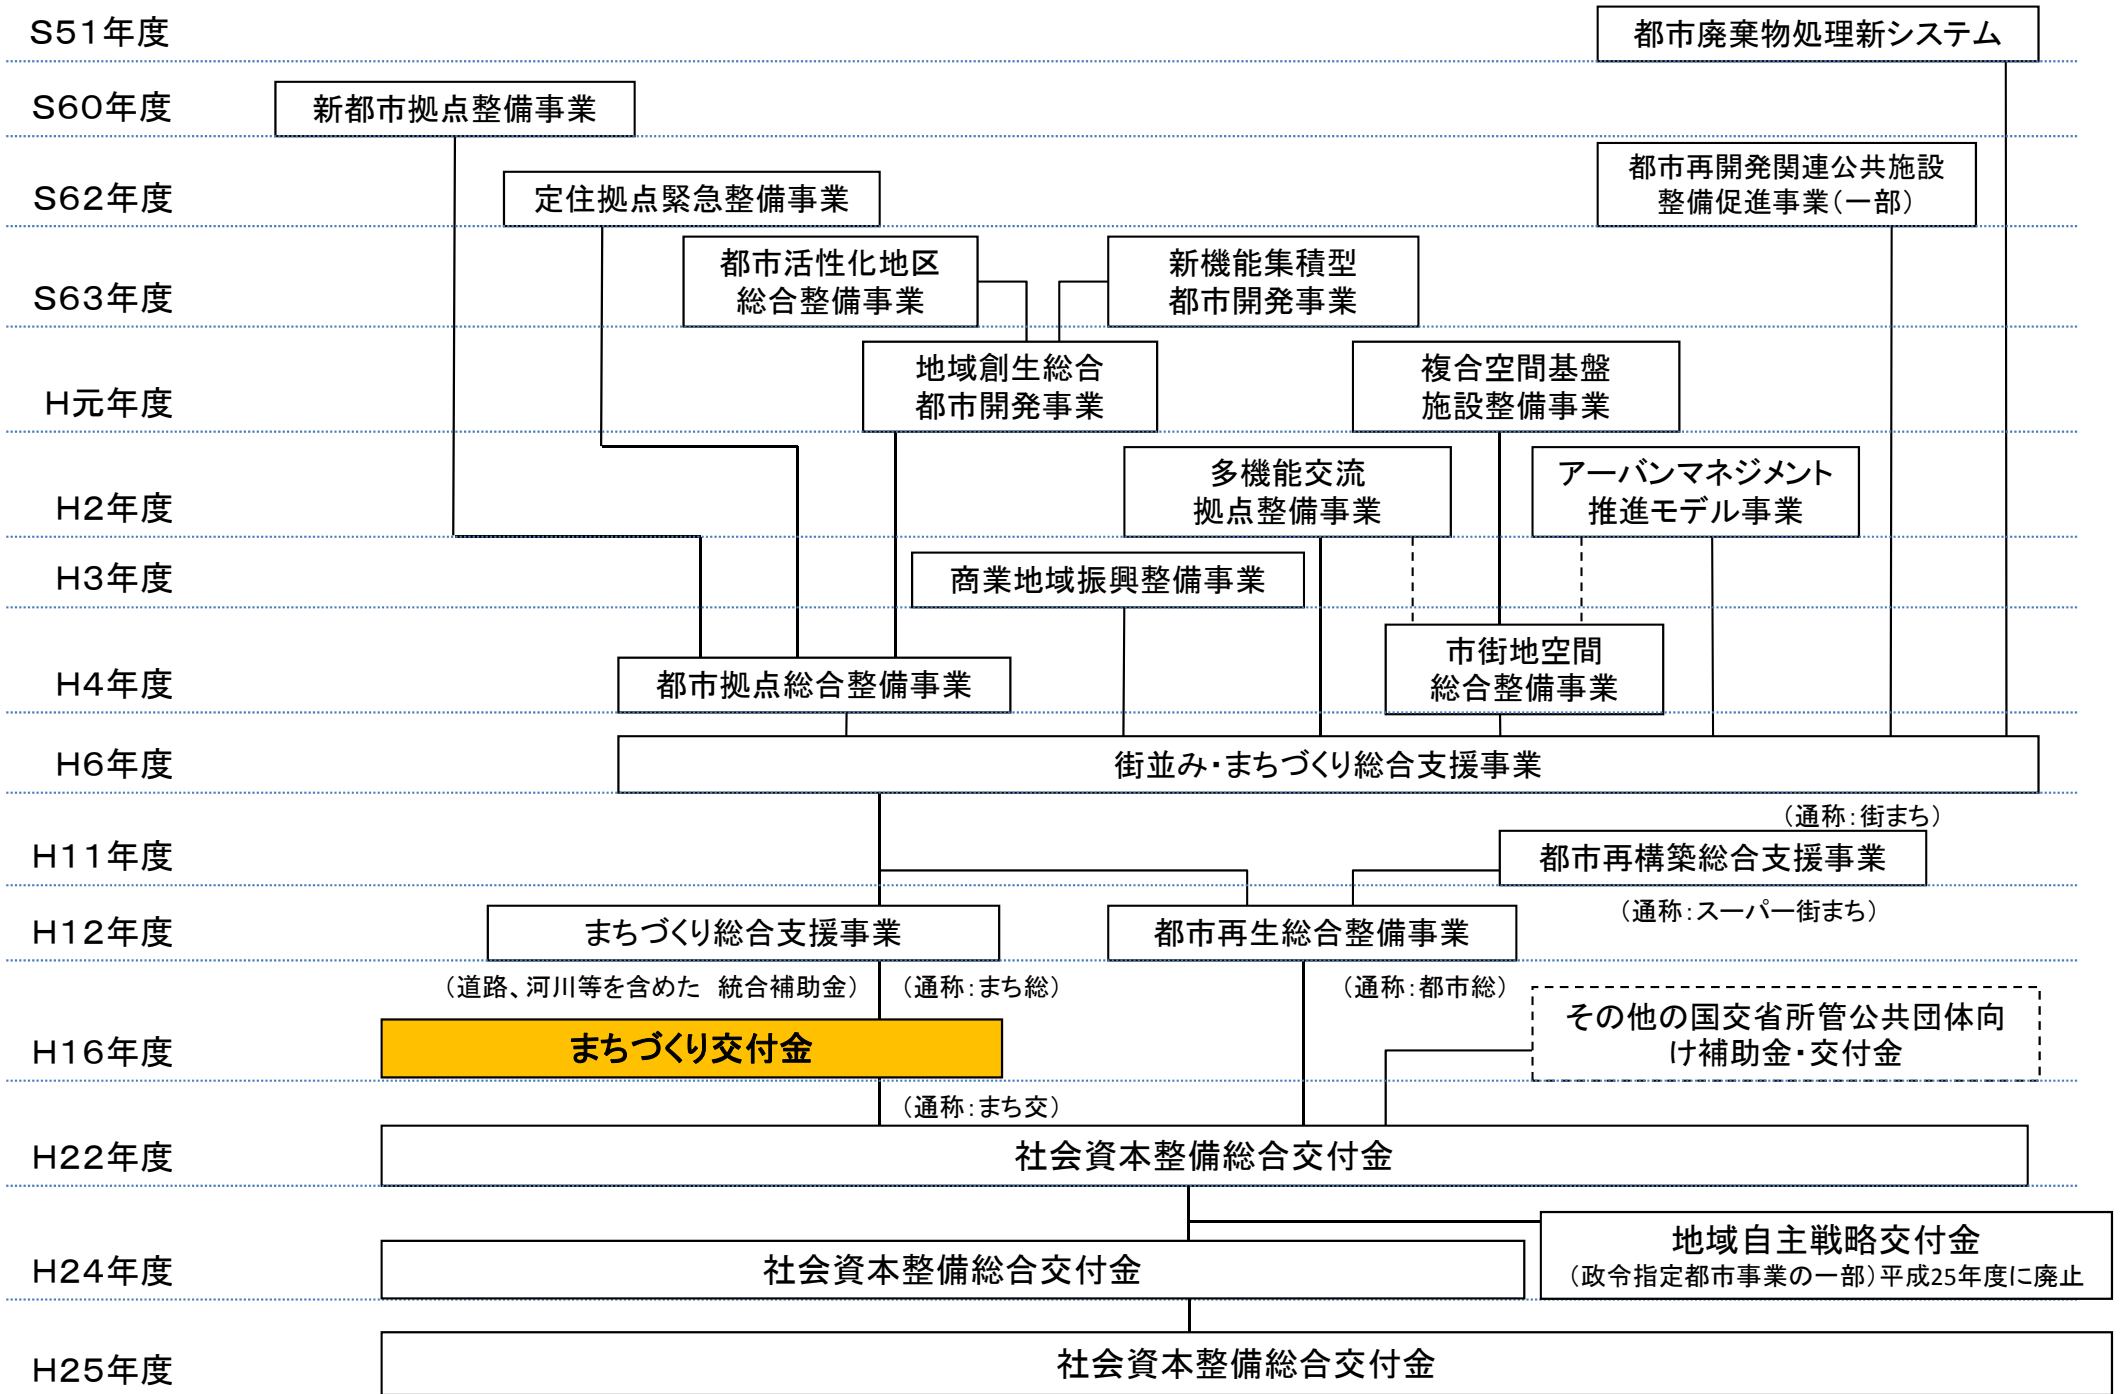 S51年度
都市廃棄物処理新システム
S60年度
新都市拠点整備事業
S62年度
定住拠点緊急整備事業
都市再開発関連公共施設
整備促進事業(一部)
S63年度
都市活性化地区
総合整備事業
新機能集積型
都市開発事業
H元年度
地域創生総合
都市開発事業
複合空間基盤
施設整備事業
H2年度
多機能交流
拠点整備事業
アーバンマネジメント
推進モデル事業
H3年度
商業地域振興整備事業
H4年度
都市拠点総合整備事業
市街地空間
総合整備事業
H6年度
街並み・まちづくり総合支援事業
(通称:街まち)
H11年度
都市再構築総合支援事業
(通称:スーパー街まち)
H12年度
まちづくり総合支援事業
都市再生総合整備事業
(道路、河川等を含めた 統合補助金)
(通称:まち総)
(通称:都市総)
H16年度
まちづくり交付金
その他の国交省所管公共団体向
け補助金・交付金
(通称:まち交)
H22年度
社会資本整備総合交付金
H24年度
社会資本整備総合交付金
地域自主戦略交付金
(政令指定都市事業の一部)平成25年度に廃止
H25年度
社会資本整備総合交付金